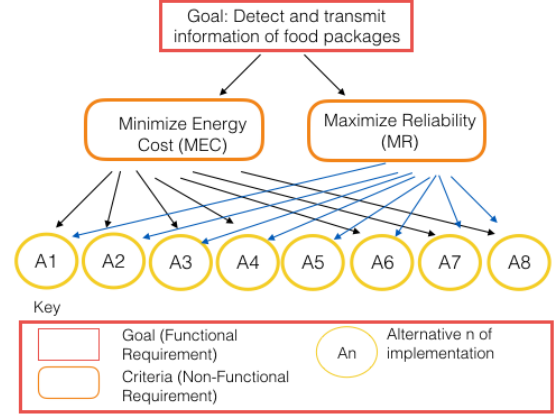 Goal: Detect and transmit
information of food packages
Minimize Energy
Cost (MEC)
Maximize Reliability
(MR)
A1 A2 A3 A4 A5 A6 A7 A8
Key
Goal (Functional
Requirement)
Criteria (Non-Functional
Requirement)
An
Alternative n of
implementation